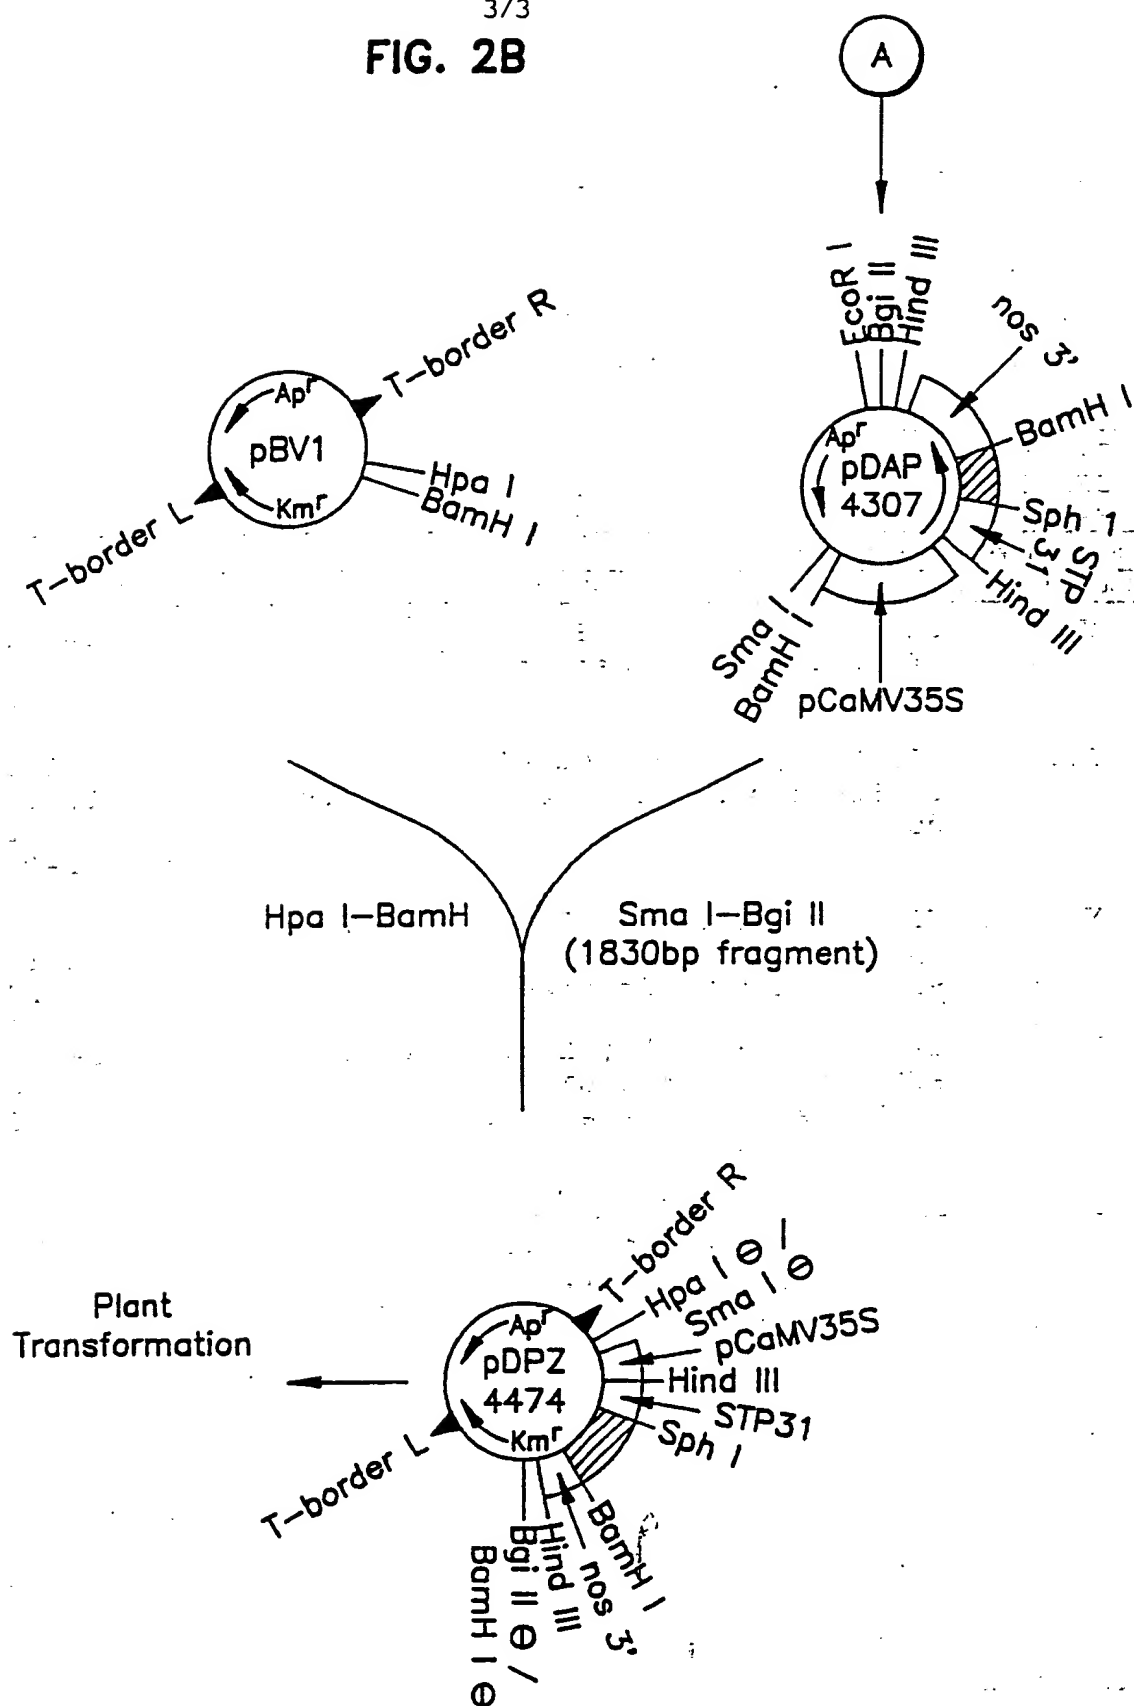 3/3
FIG. 2B
A
EcoR I
Bgi II
Hind III
nos 3'
BamH I
Sph 1
STP
31
Hind III
pCaMV35S
BamH I
Sma I
Apʳ
pDAP
4307
T-border R
Apʳ
pBV1
Kmʳ
Hpa I
BamH I
T-border L
Hpa I-BamH
Sma I-Bgi II
(1830bp fragment)
Plant
Transformation
T-border R
Hpa I ⊖ /
Sma I ⊖
pCaMV35S
Hind III
STP31
Sph I
BamH I
nos 3'
Hind III
Bgi II ⊖ /
BamH I ⊖
T-border L
Apʳ
pDPZ
4474
Kmʳ